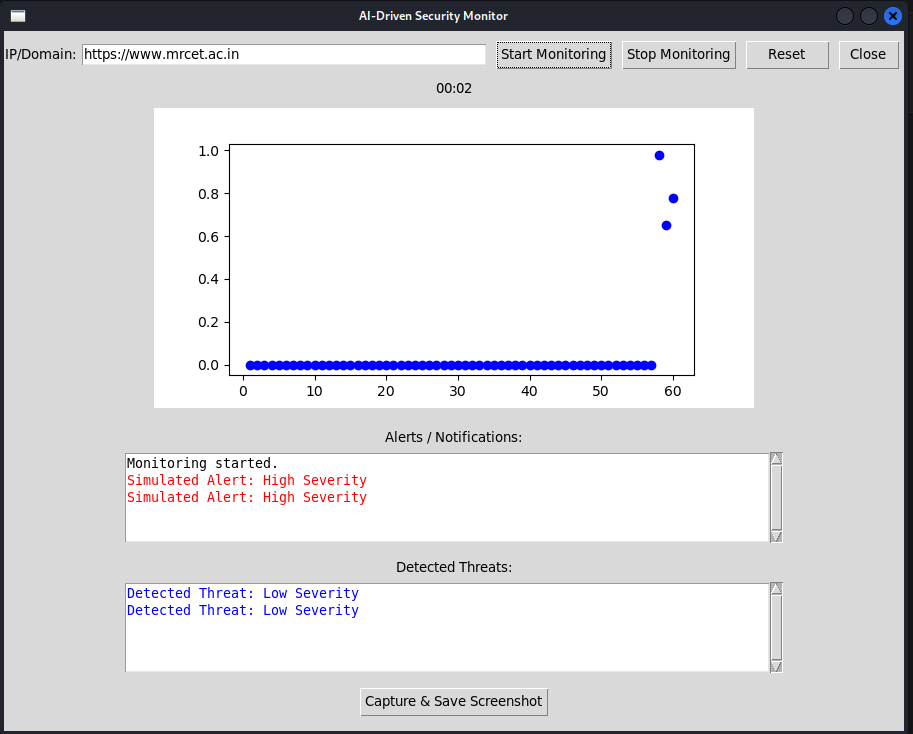 AI-Driven Security Monitor
IP/Domain: https://www.mrcet.ac.in Start Monitoring Stop Monitoring Reset Close
00:02
1.0
0.8
0.6
0.4
0.2
0.0
0 10 20 30 40 50 60
Alerts / Notifications:
Monitoring started.
Simulated Alert: High Severity
Simulated Alert: High Severity
Detected Threats:
Detected Threat: Low Severity
Detected Threat: Low Severity
Capture & Save Screenshot